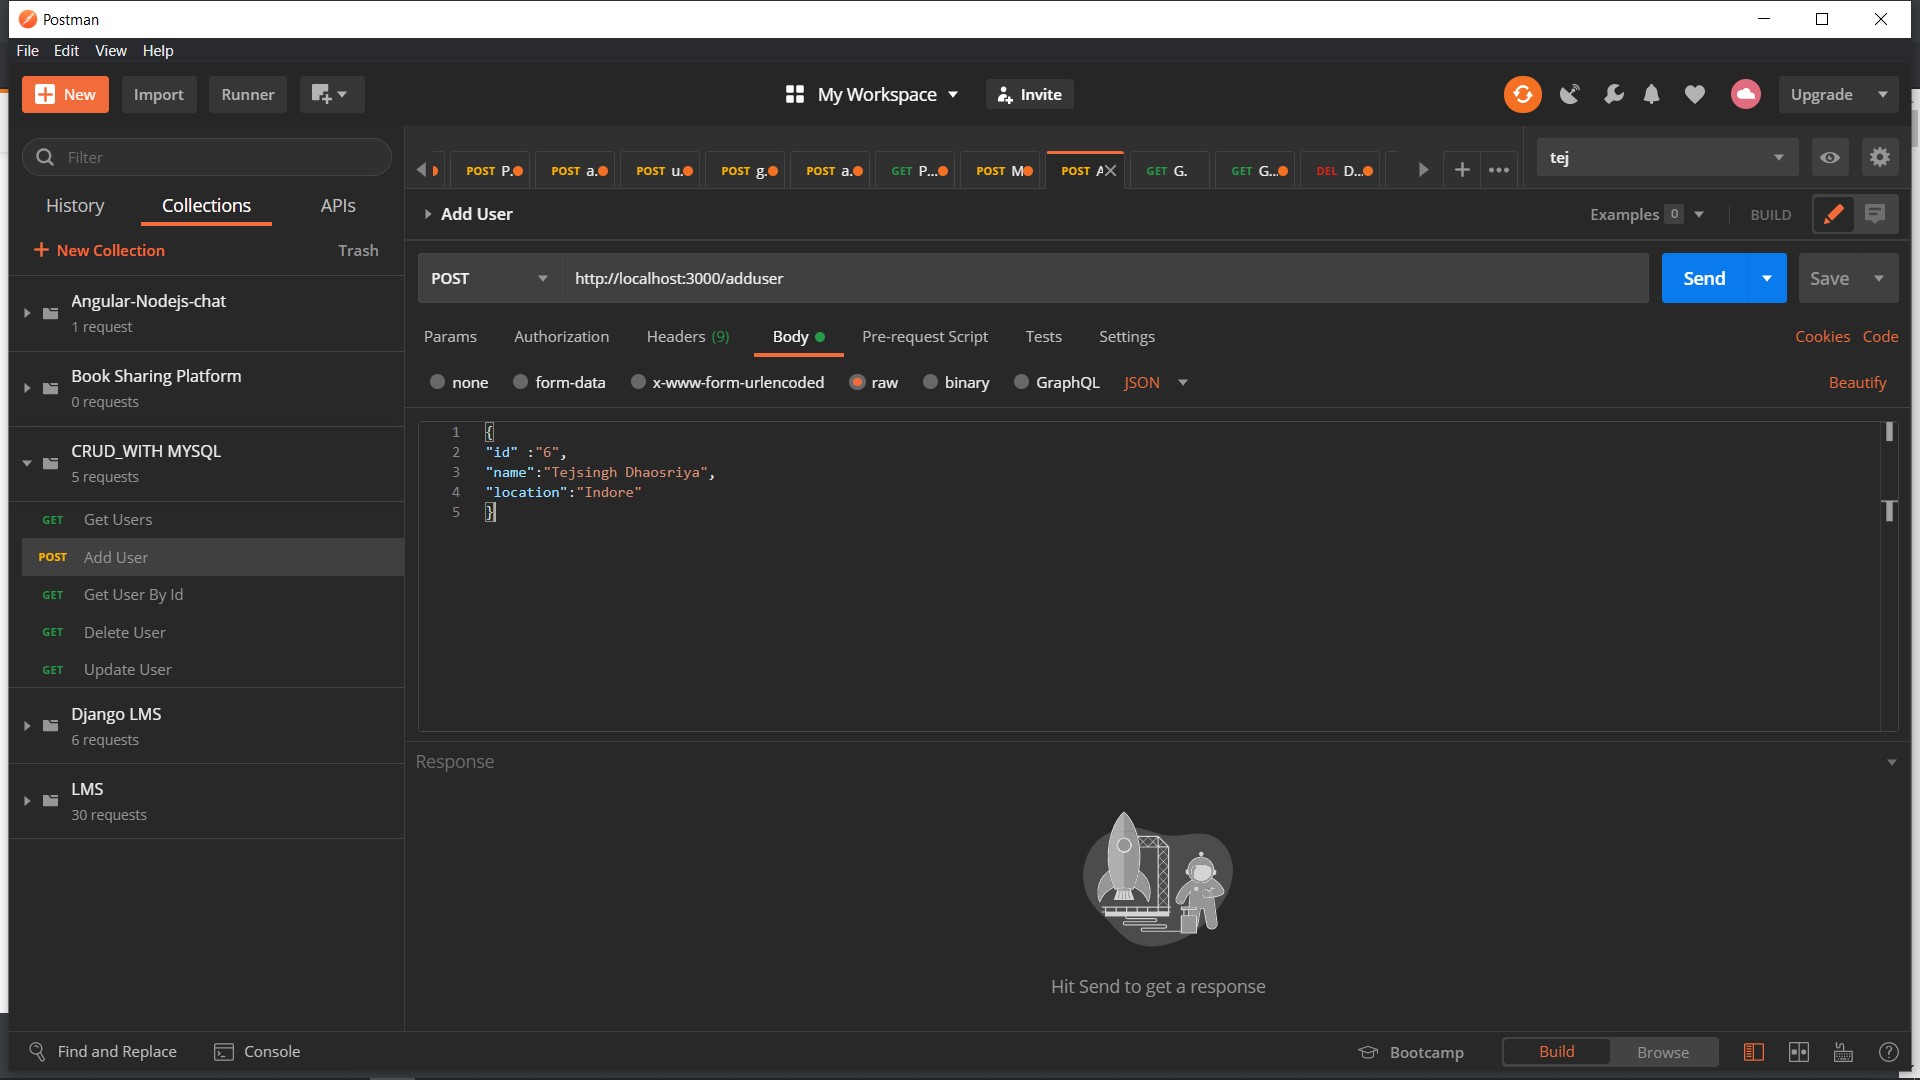 Postman
File Edit View Help
New Import Runner My Workspace Invite Upgrade
Filter
POST P. POST a. POST u. POST g. POST a. GET P... POST M POST A GET G. GET G... DEL D...
tej
History Collections APIs
New Collection Trash
Angular-Nodejs-chat
1 request
Book Sharing Platform
0 requests
CRUD_WITH MYSQL
5 requests
GET Get Users
POST Add User
GET Get User By Id
GET Delete User
GET Update User
Django LMS
6 requests
LMS
30 requests
Add User Examples 0 BUILD
POST http://localhost:3000/adduser Send Save
Params Authorization Headers (9) Body Pre-request Script Tests Settings Cookies Code
none form-data x-www-form-urlencoded raw binary GraphQL JSON Beautify
1 {
2 "id" :"6",
3 "name":"Tejsingh Dhaosriya",
4 "location":"Indore"
5 }
Response
Hit Send to get a response
Find and Replace Console Bootcamp Build Browse